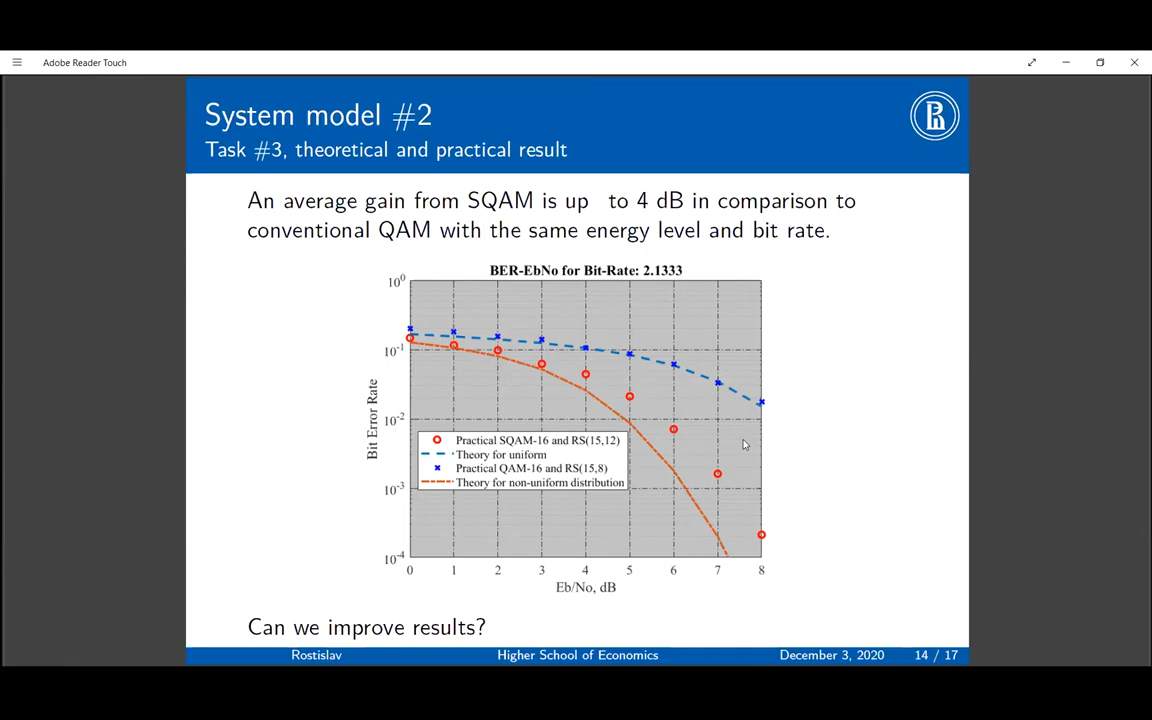 Adobe Reader Touch
System model #2
Task #3, theoretical and practical result
An average gain from SQAM is up to 4 dB in comparison to
conventional QAM with the same energy level and bit rate.
BER-EbNo for Bit-Rate: 2.1333
10^0
10^-1
10^-2
10^-3
10^-4
Bit Error Rate
Practical SQAM-16 and RS(15,12)
Theory for uniform
Practical QAM-16 and RS(15,8)
Theory for non-uniform distribution
0 1 2 3 4 5 6 7 8
Eb/No, dB
Can we improve results?
Rostislav Higher School of Economics December 3, 2020 14 / 17